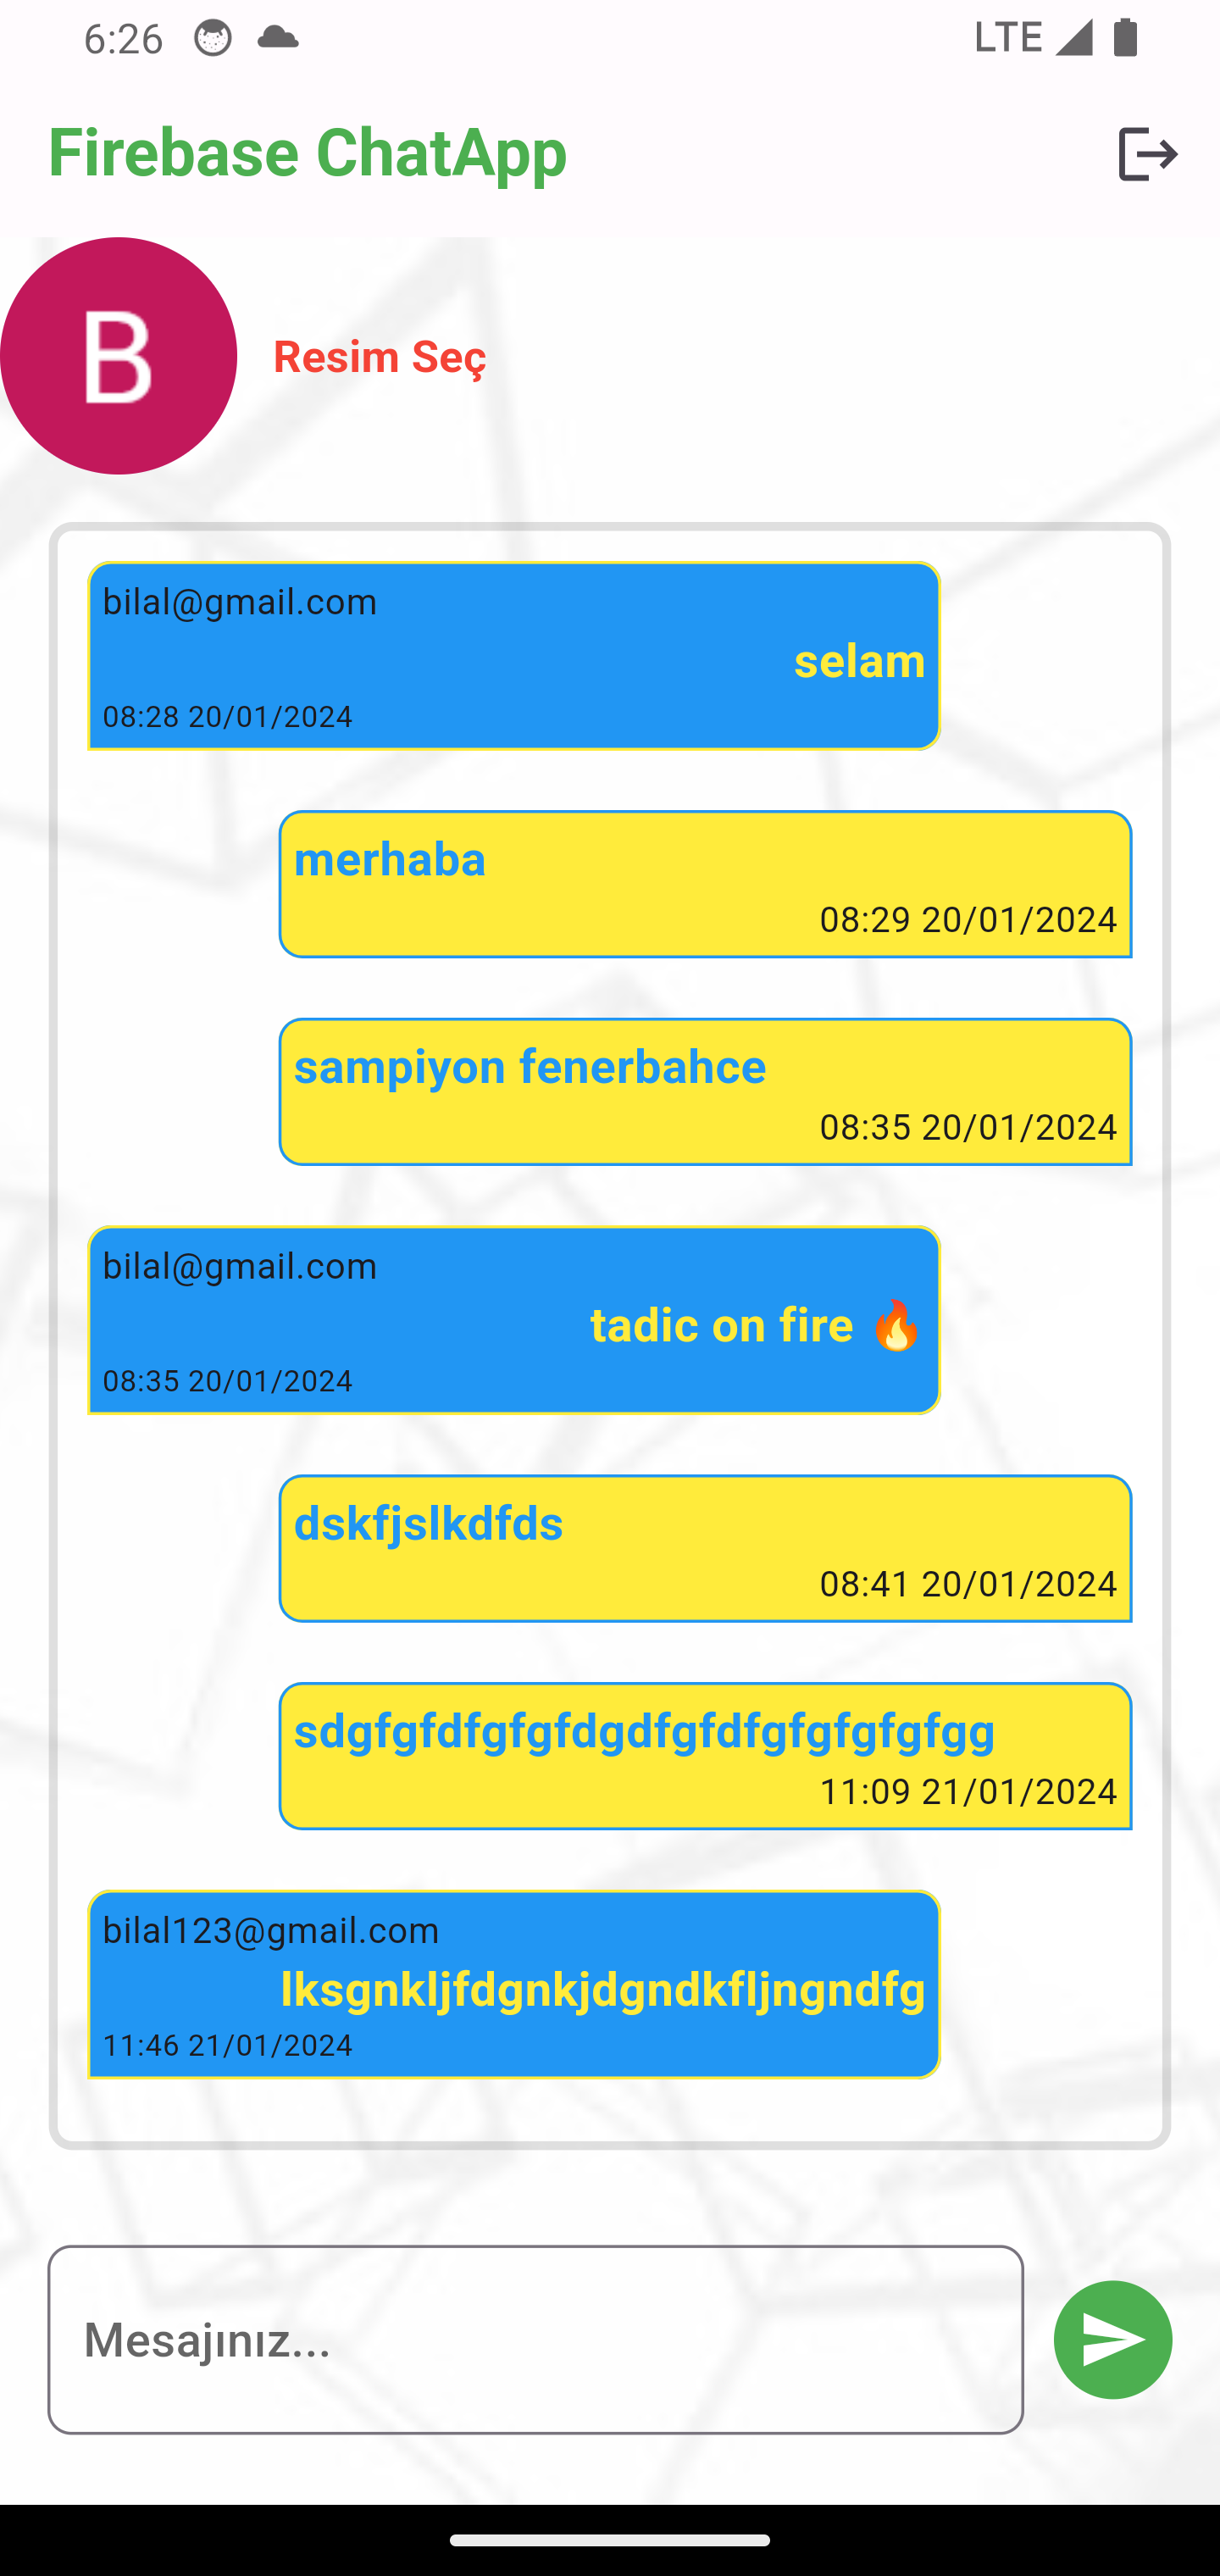 6:26 LTE
Firebase ChatApp
B
Resim Seç
bilal@gmail.com
selam
08:28 20/01/2024
merhaba
08:29 20/01/2024
sampiyon fenerbahce
08:35 20/01/2024
bilal@gmail.com
tadic on fire 🔥
08:35 20/01/2024
dskfjslkdfds
08:41 20/01/2024
sdgfgfdfgfgfdgdfgfdfgfgfgfgfgg
11:09 21/01/2024
bilal123@gmail.com
lksgnkljfdgnkjdgndkfljngndfg
11:46 21/01/2024
Mesajınız...